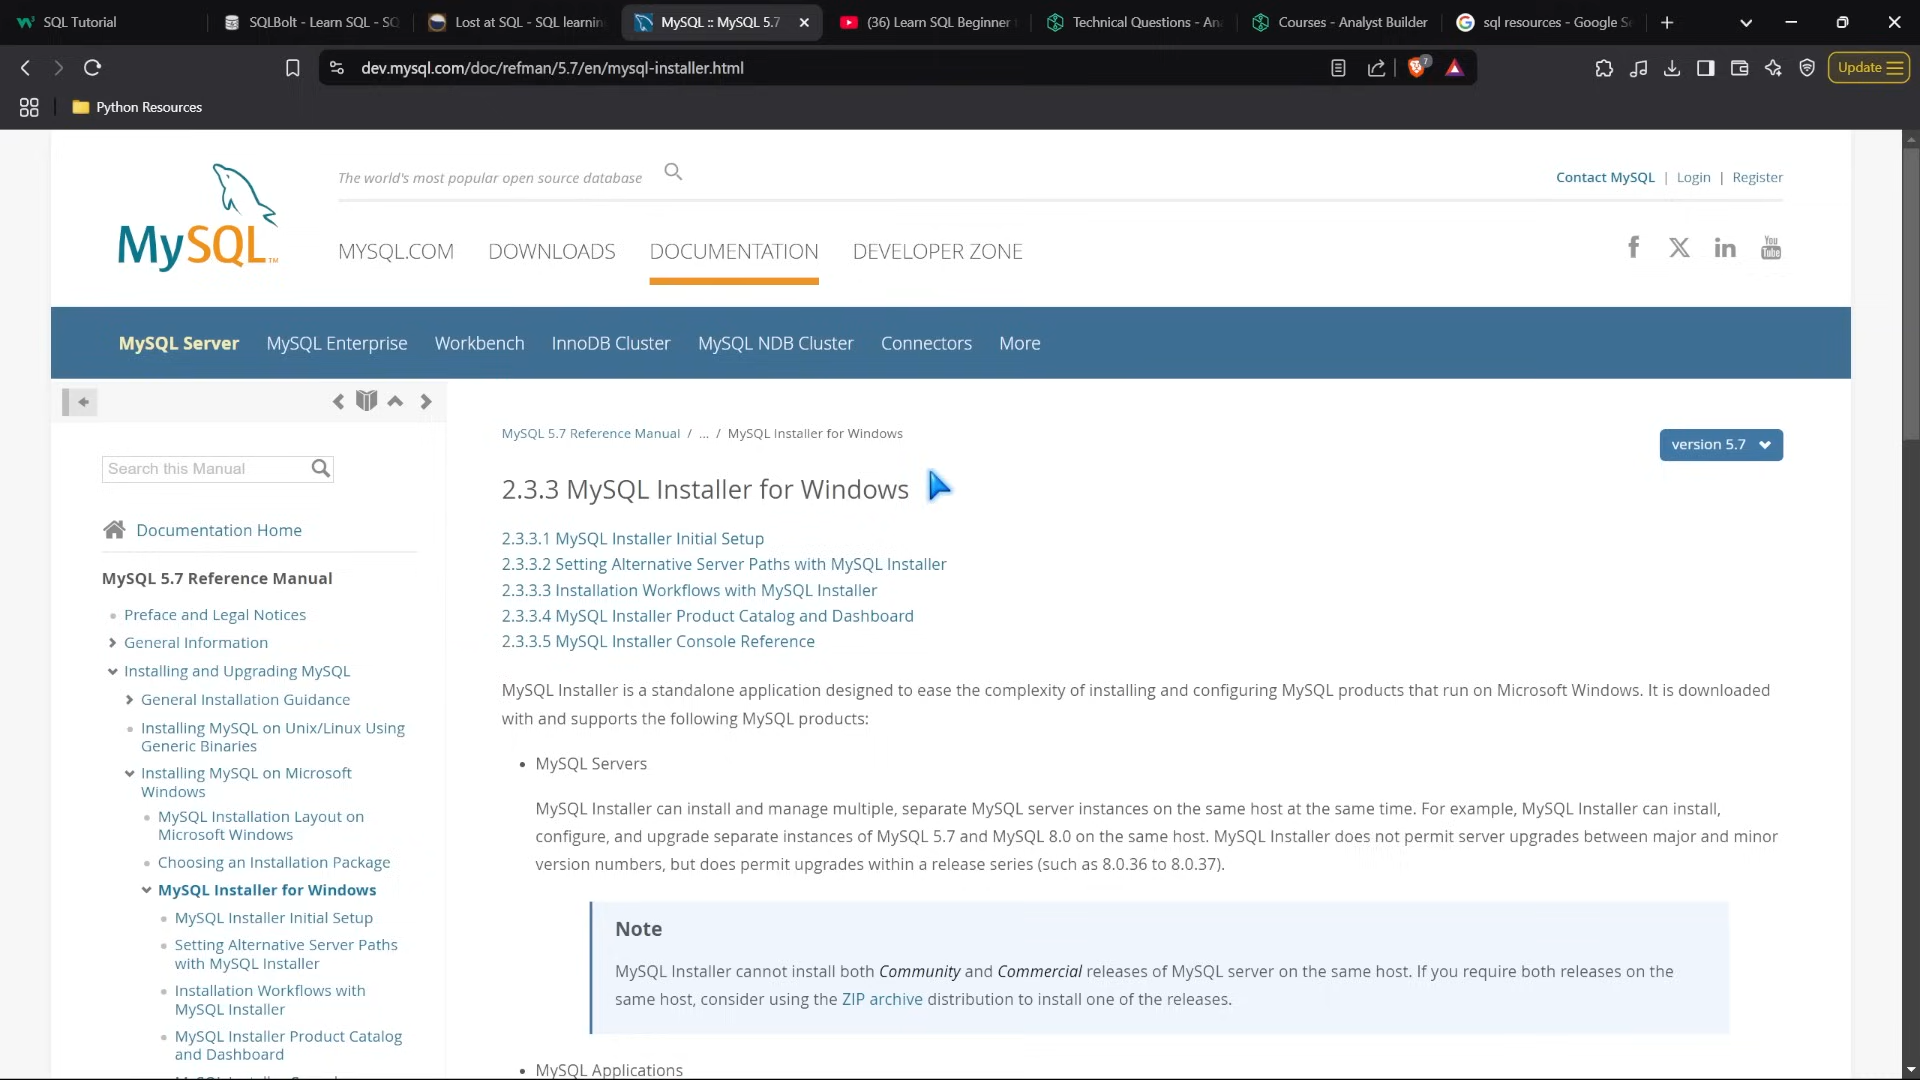 SQL Tutorial
SQLBolt - Learn SQL - SQ
Lost at SQL - SQL learnin
MySQL :: MySQL 5.7
(36) Learn SQL Beginner
Technical Questions - Ana
Courses - Analyst Builder
sql resources - Google Se
dev.mysql.com/doc/refman/5.7/en/mysql-installer.html
7
Update
Python Resources
MySQL™
The world's most popular open source database
Contact MySQL | Login | Register
MYSQL.COM DOWNLOADS DOCUMENTATION DEVELOPER ZONE
You Tube
MySQL Server MySQL Enterprise Workbench InnoDB Cluster MySQL NDB Cluster Connectors More
Search this Manual
Documentation Home
MySQL 5.7 Reference Manual
Preface and Legal Notices
General Information
Installing and Upgrading MySQL
General Installation Guidance
Installing MySQL on Unix/Linux Using
Generic Binaries
Installing MySQL on Microsoft
Windows
MySQL Installation Layout on
Microsoft Windows
Choosing an Installation Package
MySQL Installer for Windows
MySQL Installer Initial Setup
Setting Alternative Server Paths
with MySQL Installer
Installation Workflows with
MySQL Installer
MySQL Installer Product Catalog
and Dashboard
MySQL 5.7 Reference Manual / ... / MySQL Installer for Windows
version 5.7
2.3.3 MySQL Installer for Windows
2.3.3.1 MySQL Installer Initial Setup
2.3.3.2 Setting Alternative Server Paths with MySQL Installer
2.3.3.3 Installation Workflows with MySQL Installer
2.3.3.4 MySQL Installer Product Catalog and Dashboard
2.3.3.5 MySQL Installer Console Reference
MySQL Installer is a standalone application designed to ease the complexity of installing and configuring MySQL products that run on Microsoft Windows. It is downloaded
with and supports the following MySQL products:
• MySQL Servers
MySQL Installer can install and manage multiple, separate MySQL server instances on the same host at the same time. For example, MySQL Installer can install,
configure, and upgrade separate instances of MySQL 5.7 and MySQL 8.0 on the same host. MySQL Installer does not permit server upgrades between major and minor
version numbers, but does permit upgrades within a release series (such as 8.0.36 to 8.0.37).
Note
MySQL Installer cannot install both Community and Commercial releases of MySQL server on the same host. If you require both releases on the
same host, consider using the ZIP archive distribution to install one of the releases.
• MySQL Applications